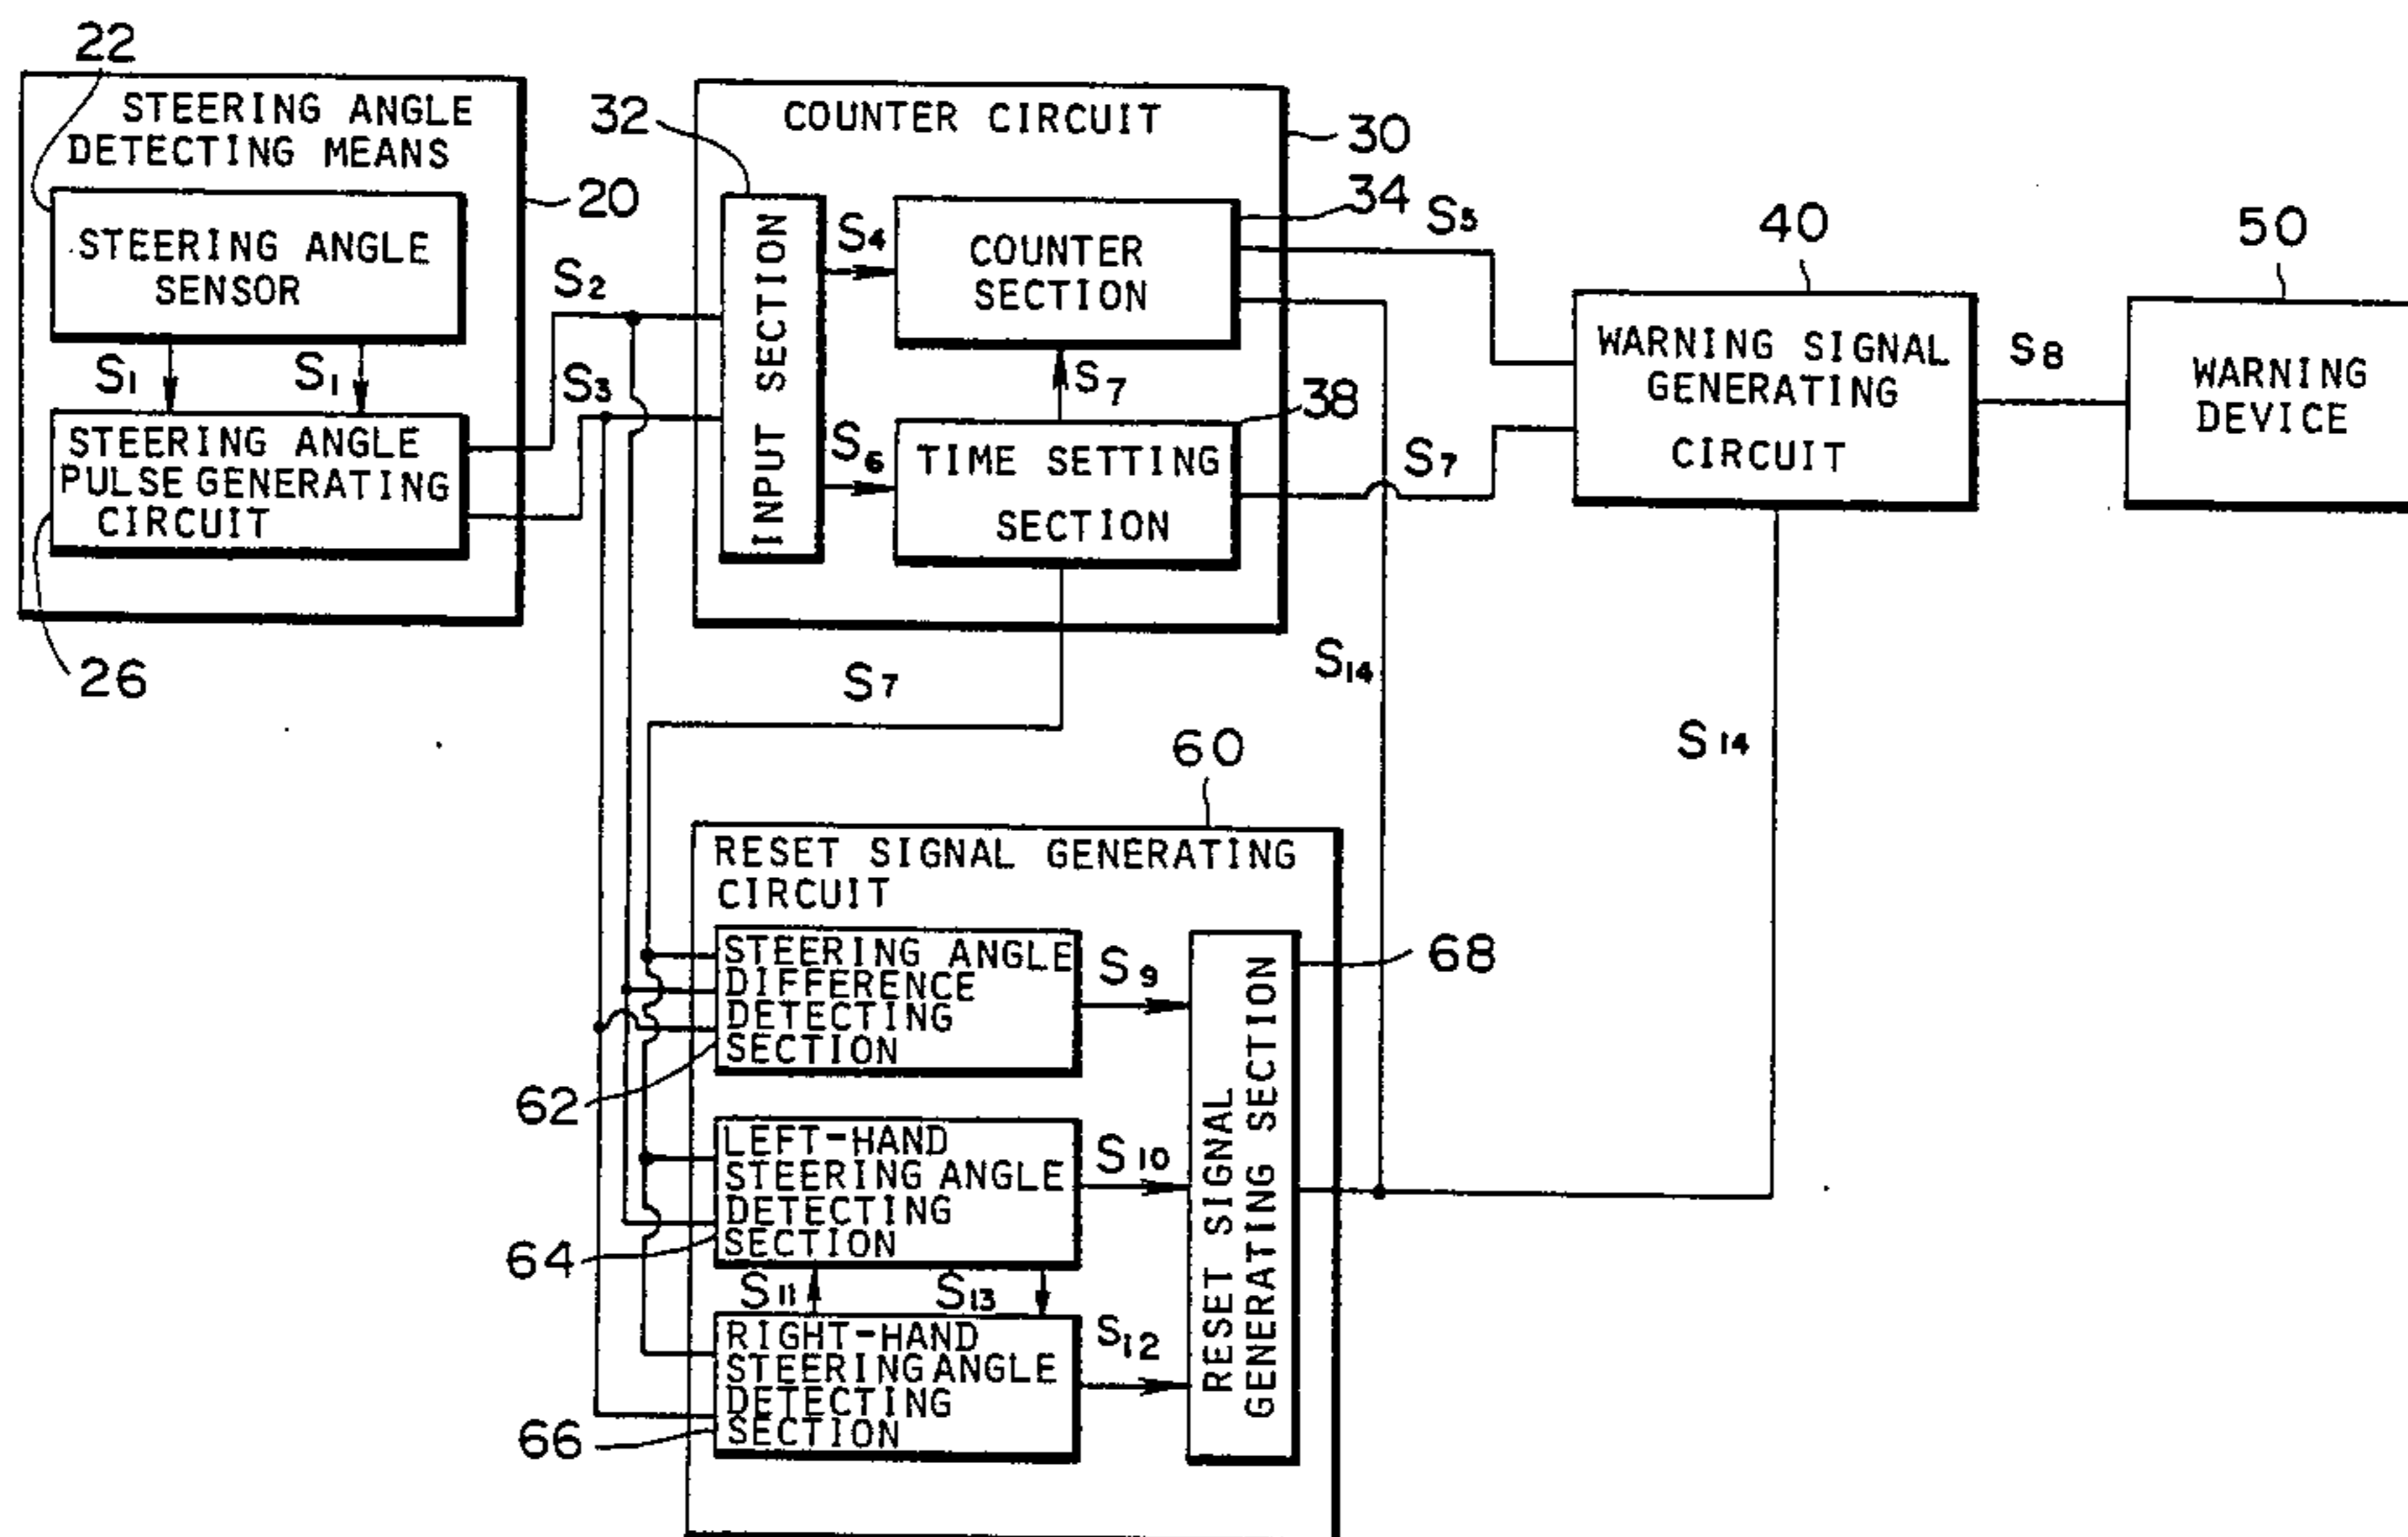 22
STEERING ANGLE
DETECTING MEANS
20
STEERING ANGLE
SENSOR
S1
S1
STEERING ANGLE
PULSE GENERATING
CIRCUIT
26
S2
S3
32
COUNTER CIRCUIT
30
INPUT SECTION
S4
COUNTER
SECTION
34
S5
S7
S6
TIME SETTING
SECTION
38
S7
40
WARNING SIGNAL
GENERATING
CIRCUIT
S8
50
WARNING
DEVICE
S7
S14
S14
60
RESET SIGNAL GENERATING
CIRCUIT
STEERING ANGLE
DIFFERENCE
DETECTING
SECTION
62
S9
68
LEFT-HAND
STEERING ANGLE
DETECTING
SECTION
64
S10
S11
S13
RIGHT-HAND
STEERING ANGLE
DETECTING
SECTION
66
S12
RESET SIGNAL
GENERATING SECTION